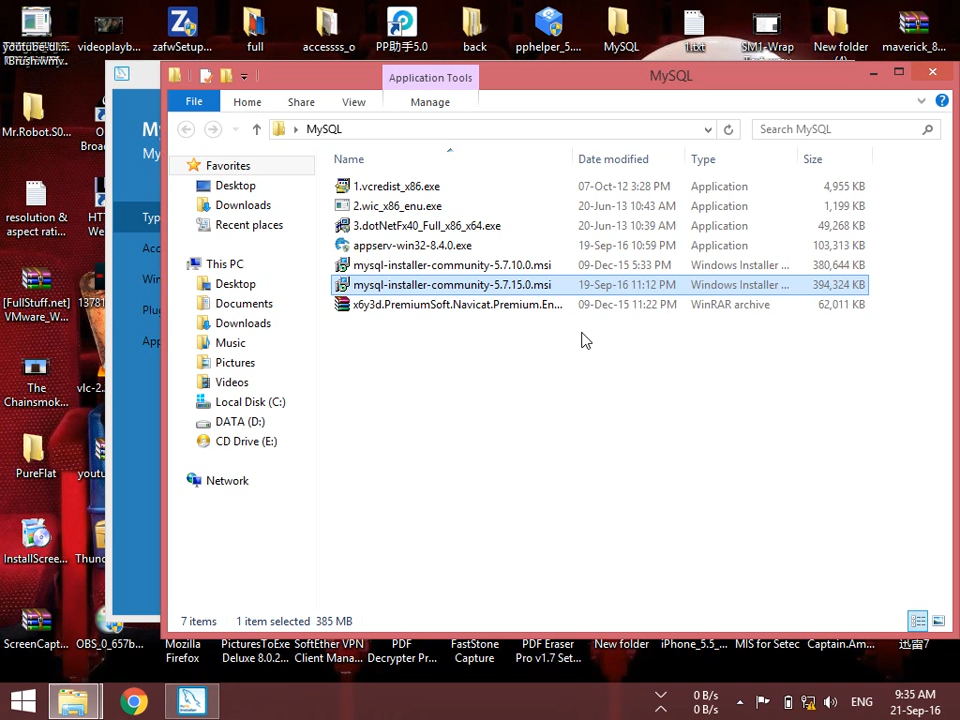 youtube-dl...
Brush.wmv
videoplayb...
zafwSetup...
full
accessss_o
PP助手5.0
back
pphelper_5....
MySQL
1.txt
SM1-Wrap
New folder
(4)
maverick_8...
Application Tools
MySQL
File
Home
Share
View
Manage
MySQL
Search MySQL
Mr.Robot.S0...
Broa...
My
My
Favorites
Desktop
Downloads
Recent places
Name
Date modified
Type
Size
1.vcredist_x86.exe
07-Oct-12 3:28 PM
Application
4,955 KB
2.wic_x86_enu.exe
20-Jun-13 10:43 AM
Application
1,199 KB
3.dotNetFx40_Full_x86_x64.exe
20-Jun-13 10:39 AM
Application
49,268 KB
appserv-win32-8.4.0.exe
19-Sep-16 10:59 PM
Application
103,313 KB
mysql-installer-community-5.7.10.0.msi
09-Dec-15 5:33 PM
Windows Installer ...
380,644 KB
mysql-installer-community-5.7.15.0.msi
19-Sep-16 11:12 PM
Windows Installer ...
394,324 KB
x6y3d.PremiumSoft.Navicat.Premium.En...
09-Dec-15 11:22 PM
WinRAR archive
62,011 KB
This PC
Desktop
Documents
Downloads
Music
Pictures
Videos
Local Disk (C:)
DATA (D:)
CD Drive (E:)
Network
resolution &
aspect rati...
HT
We
Typ
Acc
Win
Plug
App
[FullStuff.net]
VMware_W...
13781
The
Chainsmok...
vlc-2.
PureFlat
youtu
InstallScree...
Thund
7 items
1 item selected 385 MB
ScreenCapt...
OBS_0_657b...
Mozilla
Firefox
PicturesToExe
Deluxe 8.0.2...
SoftEther VPN
Client Mana...
PDF
Decrypter Pr...
FastStone
Capture
PDF Eraser
Pro v1.7 Set...
New folder
iPhone_5.5_...
MIS for Setec
Captain.Am...
迅雷7
0 B/s
0 B/s
ENG
9:35 AM
21-Sep-16